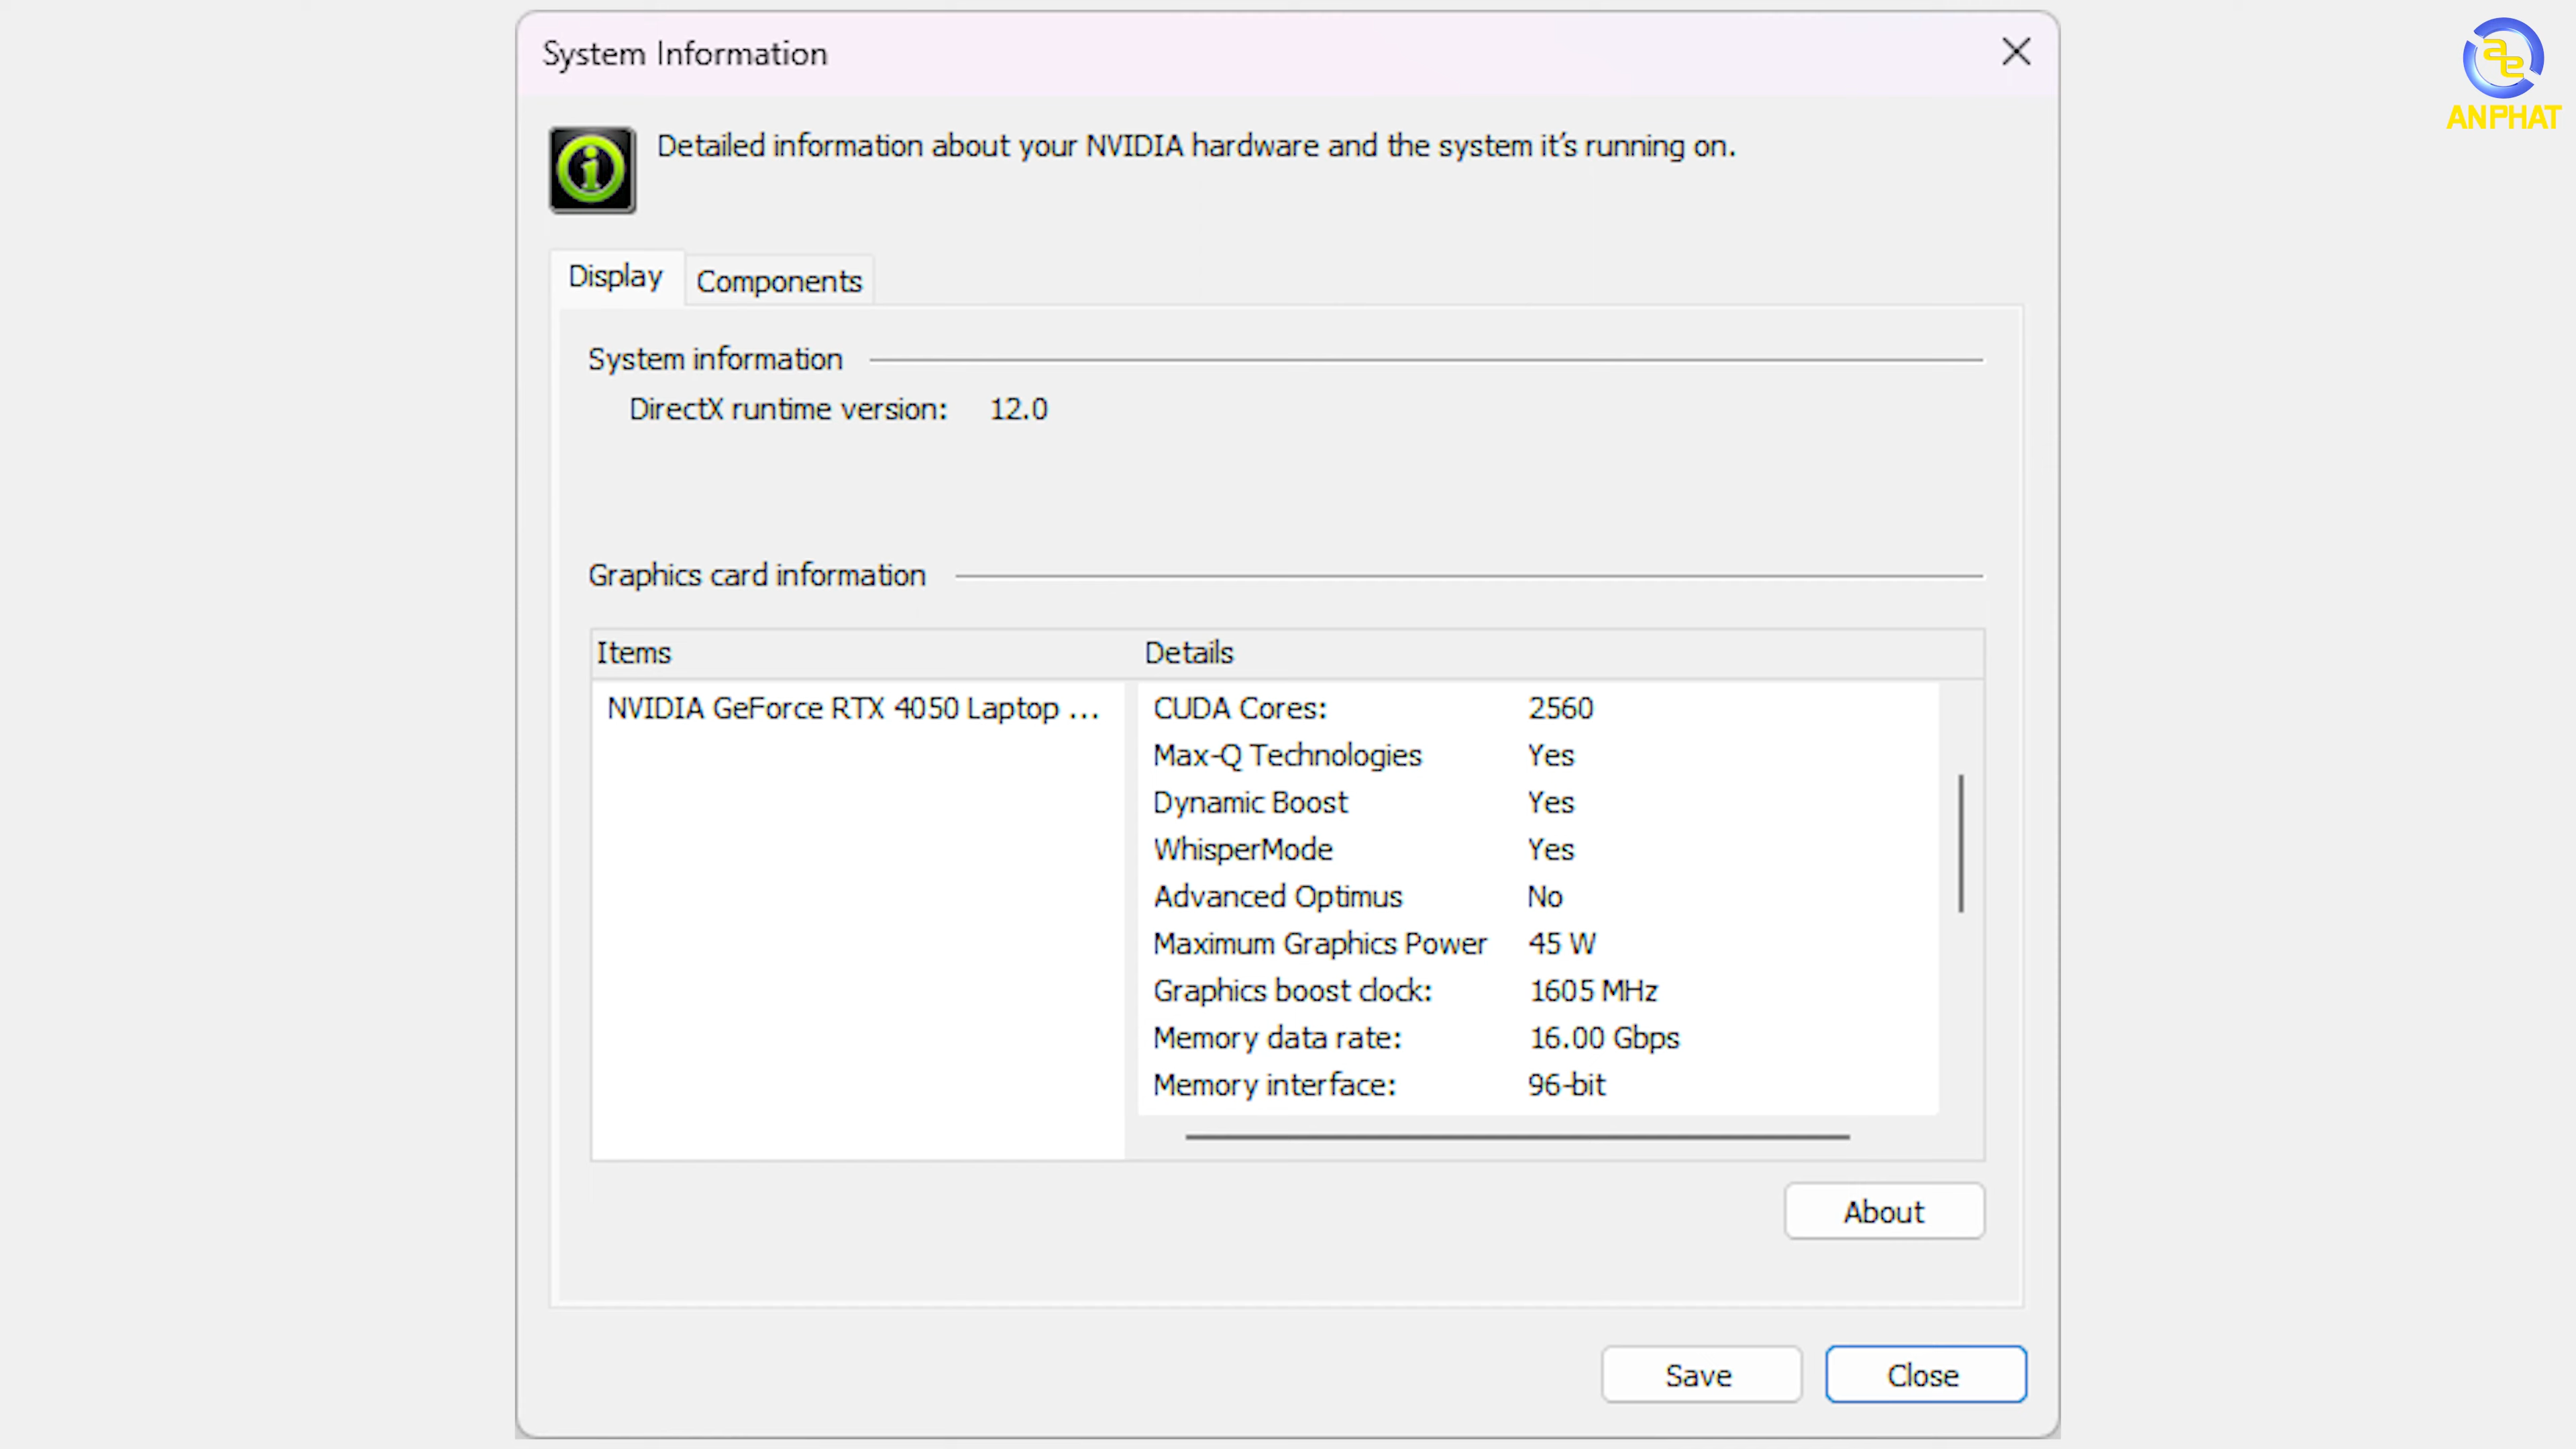 System Information
ANPHAT
Detailed information about your NVIDIA hardware and the system it's running on.
Display
Components
System information
DirectX runtime version: 12.0
Graphics card information
Items Details
NVIDIA GeForce RTX 4050 Laptop ... CUDA Cores: 2560
Max-Q Technologies Yes
Dynamic Boost Yes
WhisperMode Yes
Advanced Optimus No
Maximum Graphics Power 45 W
Graphics boost clock: 1605 MHz
Memory data rate: 16.00 Gbps
Memory interface: 96-bit
About
Save
Close